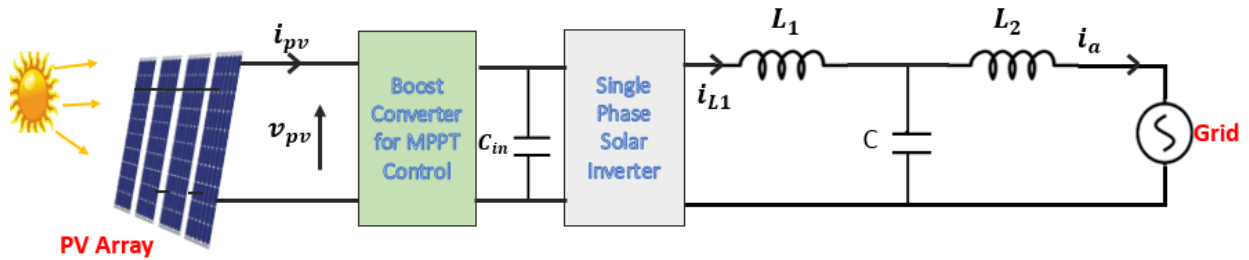 i_pv
v_pv
PV Array
Boost
Converter
for MPPT
Control
C_in
Single
Phase
Solar
Inverter
L_1
i_L1
C
L_2
i_a
Grid